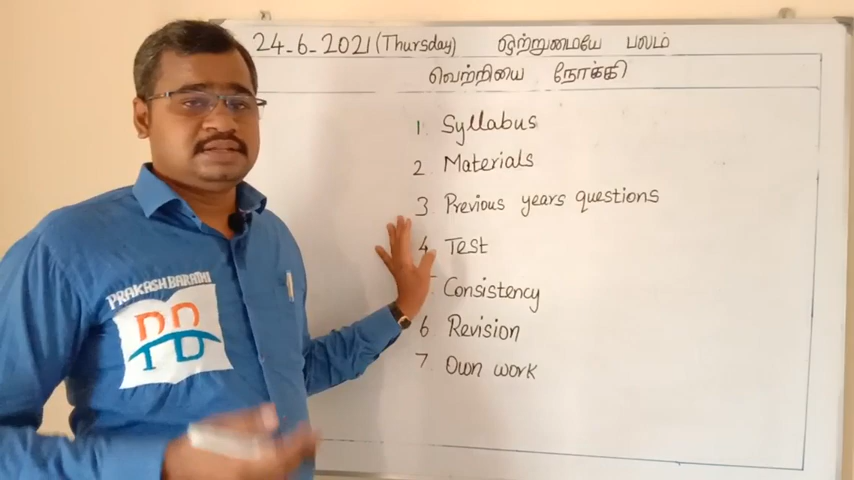 24-6-2021 (Thursday) ஒற்றுமையே பலம்
வெற்றியை நோக்கி
1 Syllabus
2 Materials
3 Previous years questions
4 Test
Consistency
6 Revision
7 Own work
PRAKASH BARATHI